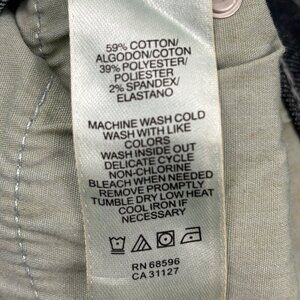 59% COTTON/
ALGODÓN/COTON
39% POLYESTER/
POLIESTER
2% SPANDEX/
ELASTANO
MACHINE WASH COLD
WASH WITH LIKE
COLORS
WASH INSIDE OUT
DELICATE CYCLE
NON-CHLORINE
BLEACH WHEN NEEDED
REMOVE PROMPTLY
TUMBLE DRY LOW HEAT
COOL IRON IF
NECESSARY
RN 68596
CA 31127